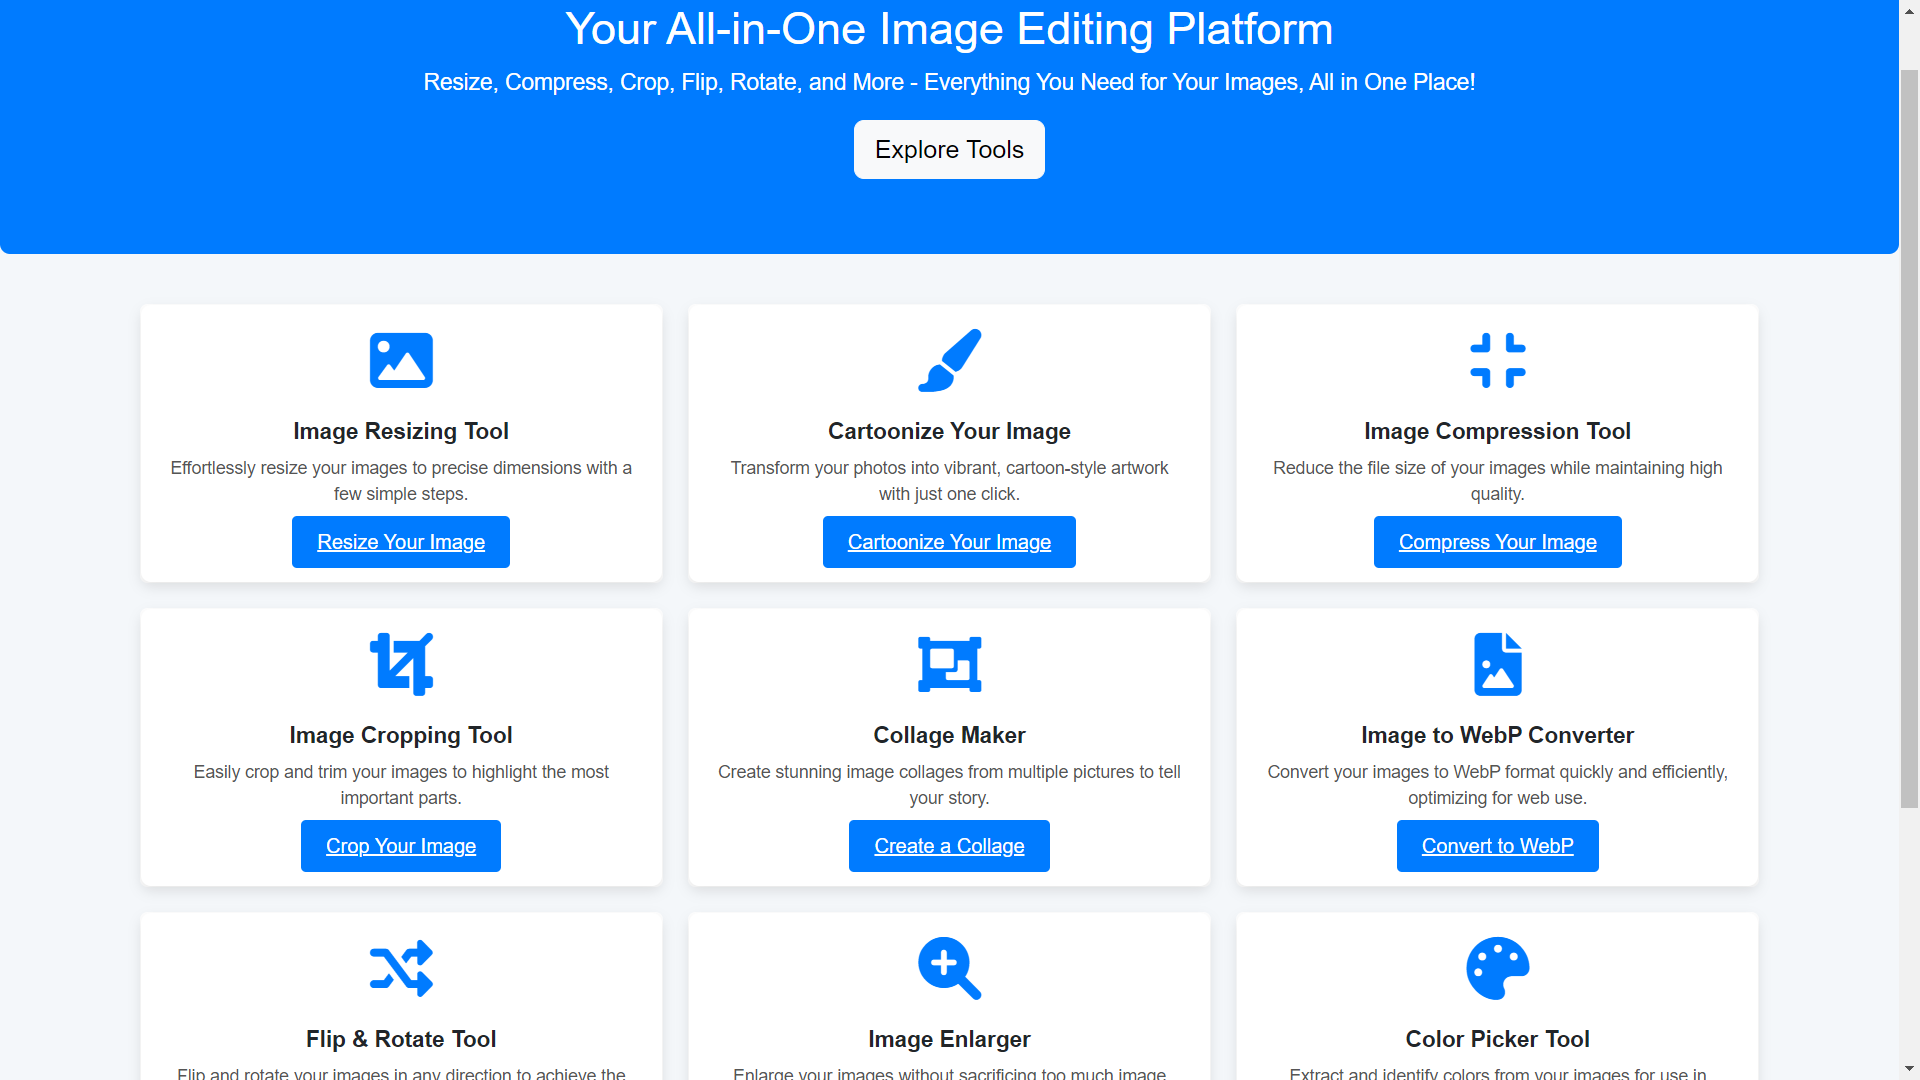 Your All-in-One Image Editing Platform
Resize, Compress, Crop, Flip, Rotate, and More - Everything You Need for Your Images, All in One Place!
Explore Tools
Image Resizing Tool
Effortlessly resize your images to precise dimensions with a
few simple steps.
Resize Your Image
Cartoonize Your Image
Transform your photos into vibrant, cartoon-style artwork
with just one click.
Cartoonize Your Image
Image Compression Tool
Reduce the file size of your images while maintaining high
quality.
Compress Your Image
Image Cropping Tool
Easily crop and trim your images to highlight the most
important parts.
Crop Your Image
Collage Maker
Create stunning image collages from multiple pictures to tell
your story.
Create a Collage
Image to WebP Converter
Convert your images to WebP format quickly and efficiently,
optimizing for web use.
Convert to WebP
Flip & Rotate Tool
Flip and rotate your images in any direction to achieve the
Image Enlarger
Enlarge your images without sacrificing too much image
Color Picker Tool
Extract and identify colors from your images for use in